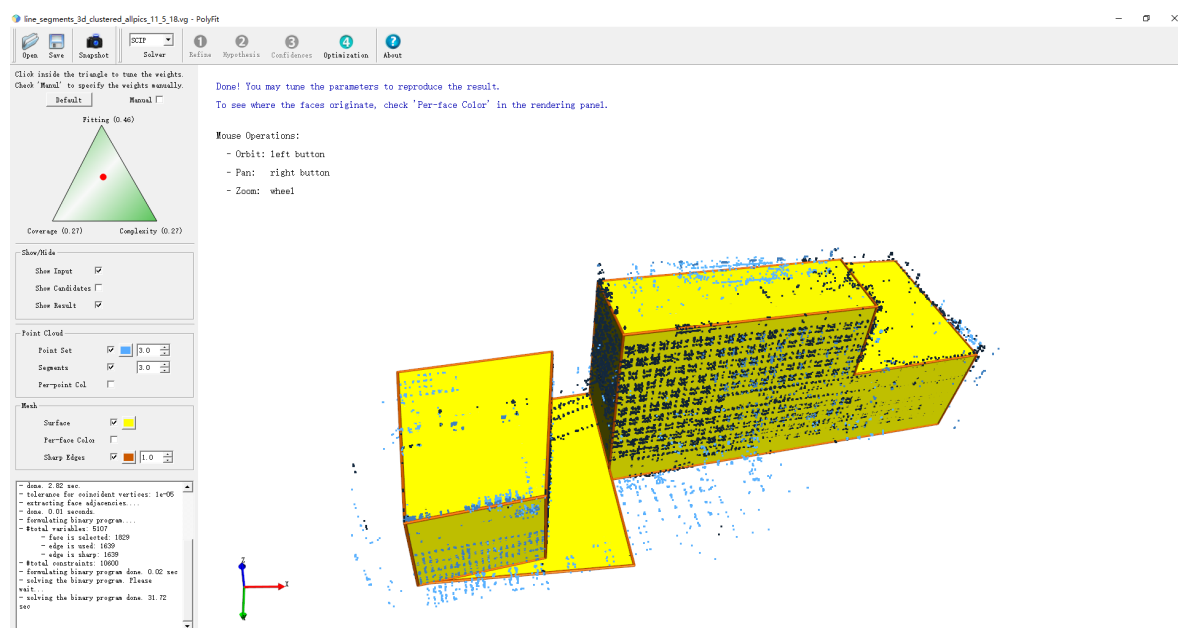 line_segments_3d_clustered_allpics_11_5_18.vg - PolyFit
SCIP
1 2 3 4 ?
Open Save Snapshot Solver Refine Hypothesis Confidences Optimization About
Click inside the triangle to tune the weights.
Check 'Manul' to specify the weights manually.
Default Manual
Fitting (0.46)
Coverage (0.27) Complexity (0.27)
Show/Hide
Show Input
Show Candidates
Show Result
Point Cloud
Point Set 3.0
Segments 3.0
Per-point Col
Mesh
Surface
Per-face Color
Sharp Edges 1.0
- done. 2.82 sec.
- tolerance for coincident vertices: 1e-05
- extracting face adjacencies...
- done. 0.01 seconds.
- formulating binary program....
- #total variables: 5107
- face is selected: 1829
- edge is used: 1639
- edge is sharp: 1639
- #total constraints: 10600
- formulating binary program done. 0.02 sec
- solving the binary program. Please
wait...
- solving the binary program done. 31.72
sec
Done! You may tune the parameters to reproduce the result.
To see where the faces originate, check 'Per-face Color' in the rendering panel.
Mouse Operations:
- Orbit: left button
- Pan: right button
- Zoom: wheel
Z
X